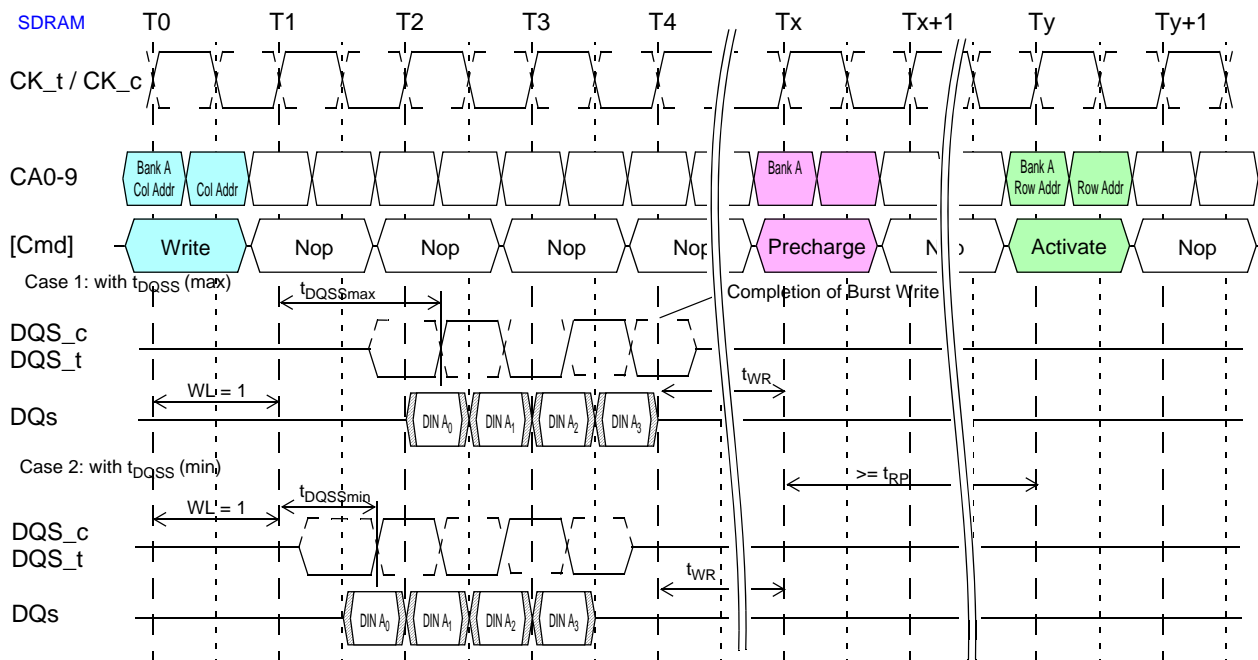 SDRAM T0 T1 T2 T3 T4 Tx Tx+1 Ty Ty+1
CK_t / CK_c
CA0-9
Bank A
Col Addr
Col Addr
Bank A
Bank A
Row Addr
Row Addr
[Cmd] Write Nop Nop Nop Nop Precharge Activate Nop
Case 1: with tDQSS (max)
tDQSSmax
Completion of Burst Write
DQS_c
DQS_t
WL = 1
tWR
DQs
DIN A0 DIN A1 DIN A2 DIN A3
Case 2: with tDQSS (min)
>= tRP
WL = 1
tDQSSmin
DQS_c
DQS_t
tWR
DQs
DIN A0 DIN A1 DIN A2 DIN A3